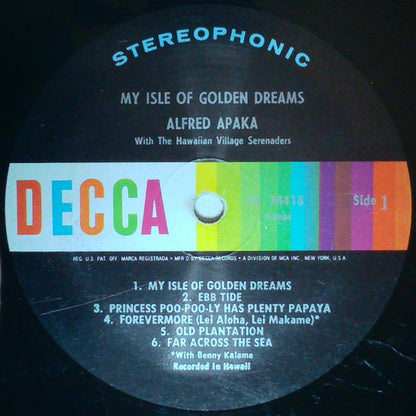 STEREOPHONIC
MY ISLE OF GOLDEN DREAMS
ALFRED APAKA
With The Hawaiian Village Serenaders
DECCA
74418
Side 1
REG. U.S. PAT. OFF. MARCA REGISTRADA • MFR'D BY DECCA RECORDS • A DIVISION OF MCA INC., NEW YORK, U.S.A
1. MY ISLE OF GOLDEN DREAMS
2. EBB TIDE
3. PRINCESS POO-POO-LY HAS PLENTY PAPAYA
4. FOREVERMORE (Lei Aloha, Lei Makame)*
5. OLD PLANTATION
6. FAR ACROSS THE SEA
*With Benny Kalama
Recorded In Hawaii